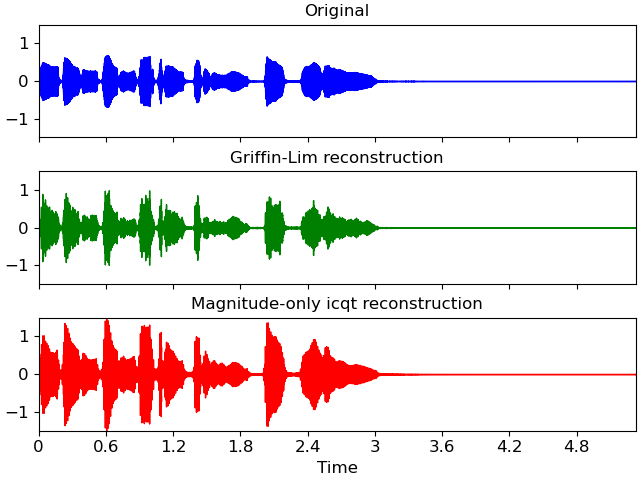 Original
1
0
−1
Griffin-Lim reconstruction
1
0
−1
Magnitude-only icqt reconstruction
1
0
−1
0 0.6 1.2 1.8 2.4 3 3.6 4.2 4.8
Time